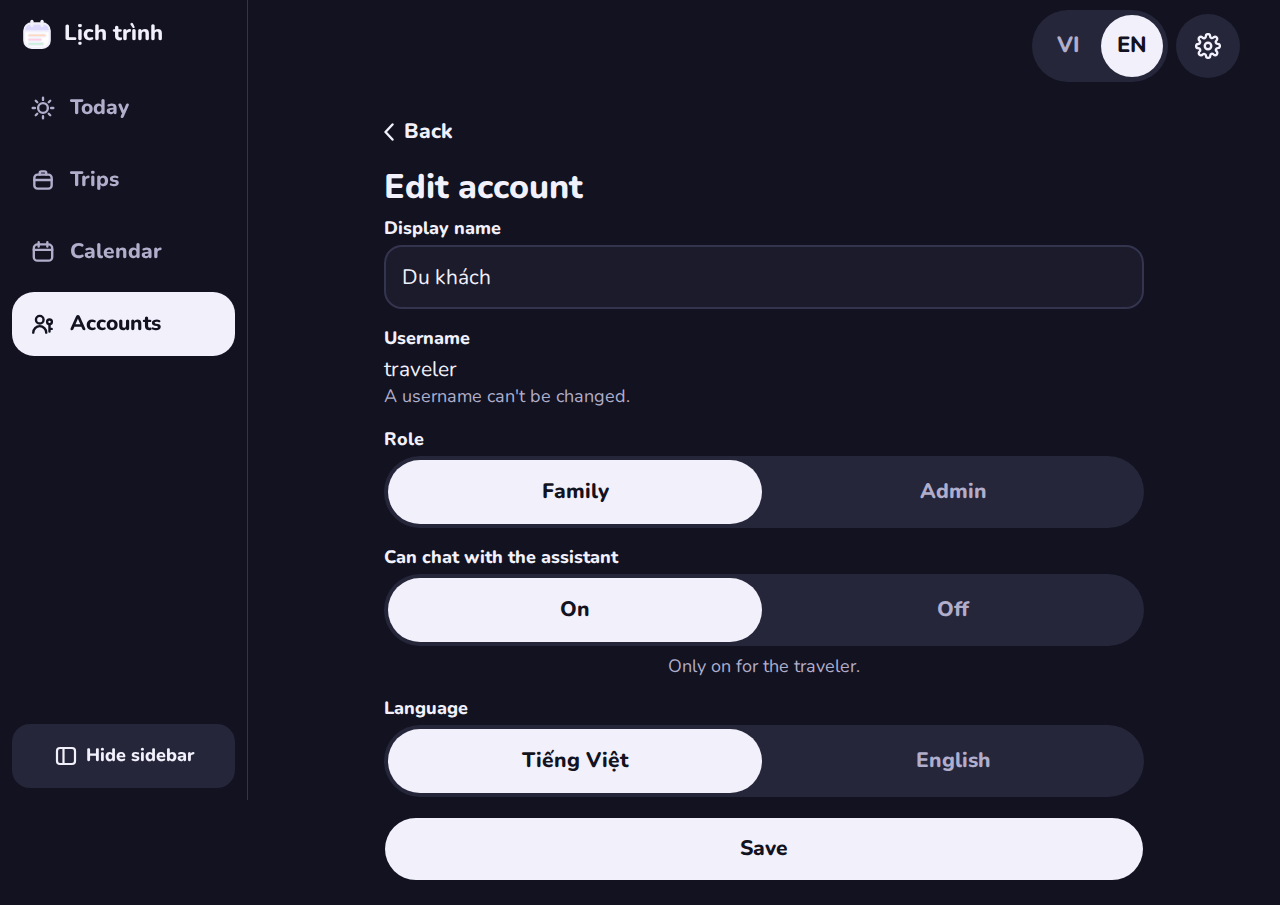 Lịch trình
VI
EN
Today
Trips
Calendar
Accounts
Hide sidebar
Back
Edit account
Display name
Du khách
Username
traveler
A username can't be changed.
Role
Family
Admin
Can chat with the assistant
On
Off
Only on for the traveler.
Language
Tiếng Việt
English
Save